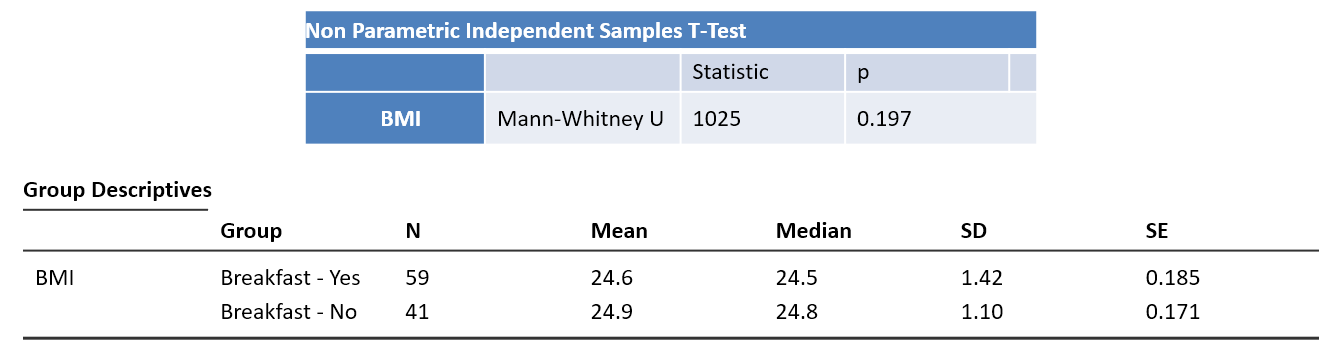 Non Parametric Independent Samples T-Test
Statistic p
BMI Mann-Whitney U 1025 0.197
Group Descriptives
Group N Mean Median SD SE
BMI Breakfast - Yes 59 24.6 24.5 1.42 0.185
Breakfast - No 41 24.9 24.8 1.10 0.171